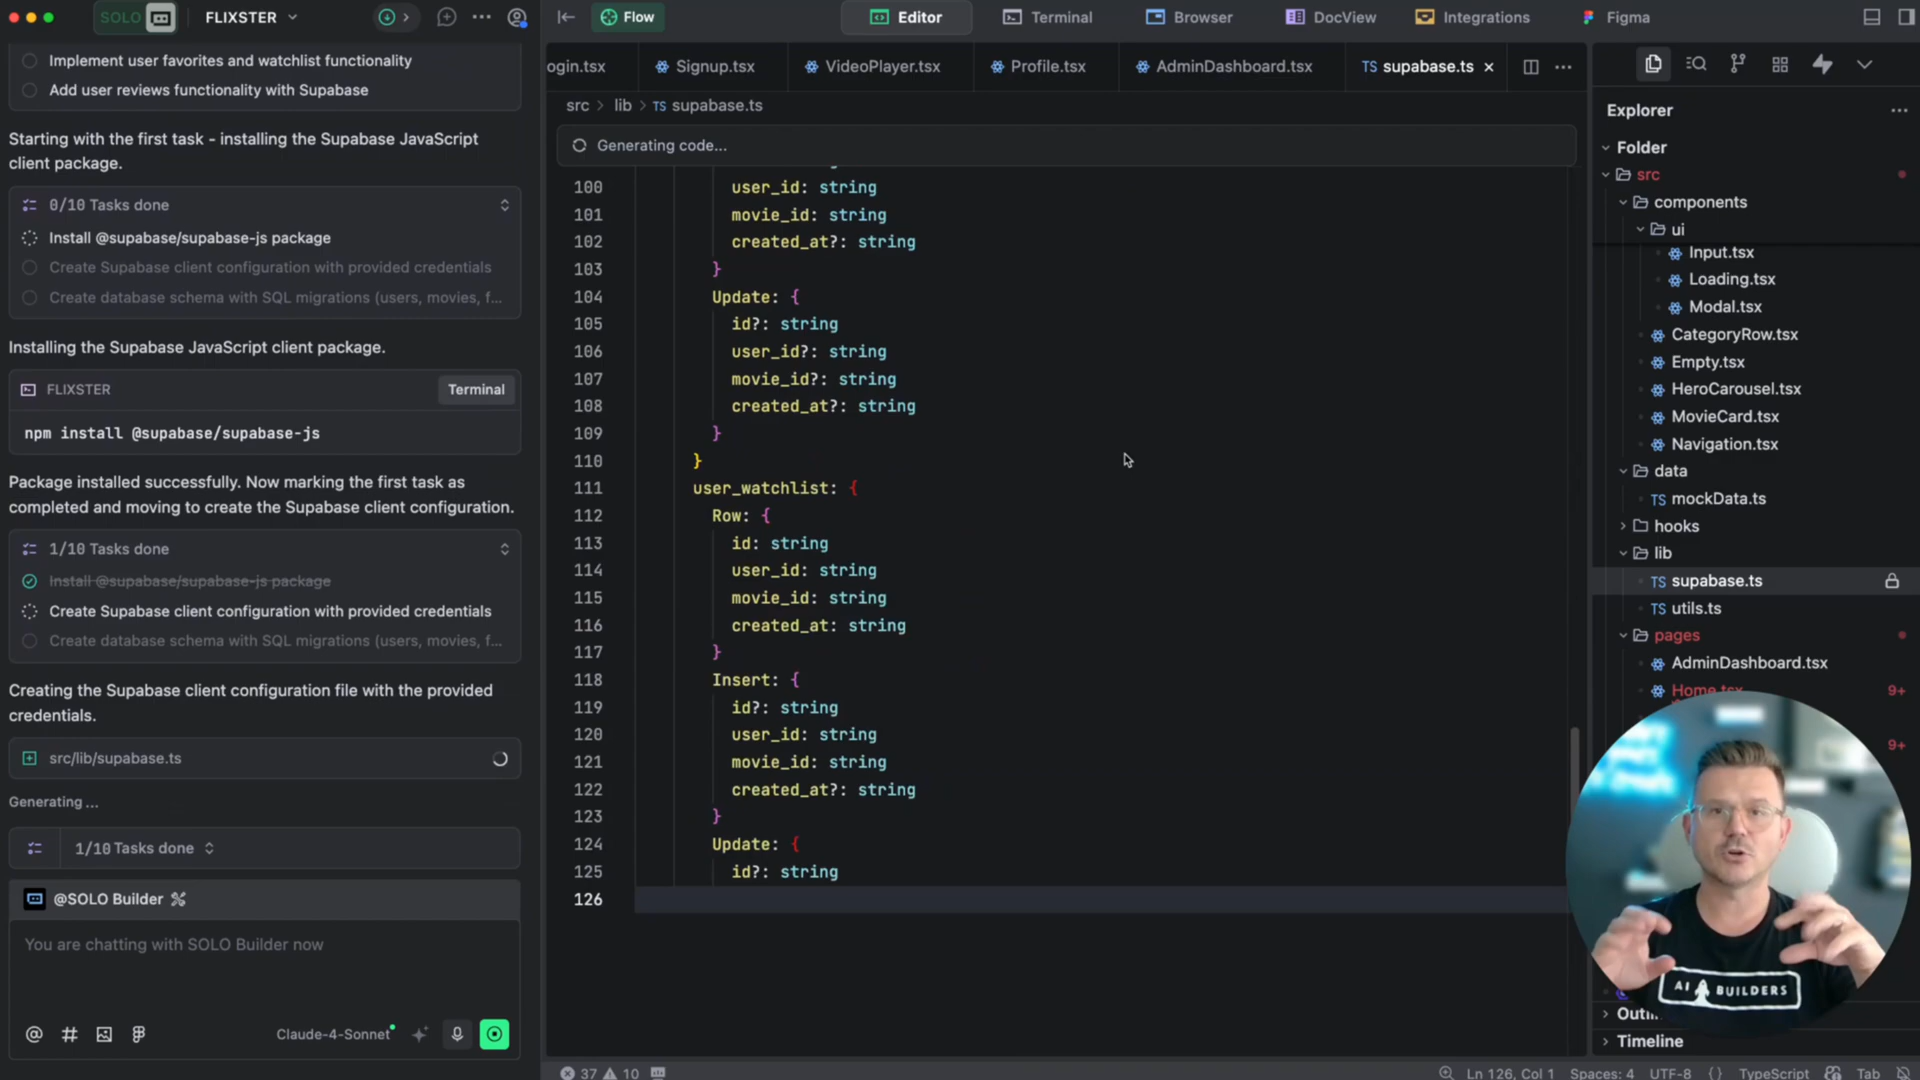 SOLO
FLIXSTER
Flow
Editor
Terminal
Browser
DocView
Integrations
Figma
Implement user favorites and watchlist functionality
Add user reviews functionality with Supabase
Starting with the first task - installing the Supabase JavaScript
client package.
0/10 Tasks done
Install @supabase/supabase-js package
Create Supabase client configuration with provided credentials
Create database schema with SQL migrations (users, movies, f...
Installing the Supabase JavaScript client package.
FLIXSTER
Terminal
npm install @supabase/supabase-js
Package installed successfully. Now marking the first task as
completed and moving to create the Supabase client configuration.
1/10 Tasks done
Install @supabase/supabase-js package
Create Supabase client configuration with provided credentials
Create database schema with SQL migrations (users, movies, f...
Creating the Supabase client configuration file with the provided
credentials.
src/lib/supabase.ts
Generating ...
1/10 Tasks done
@SOLO Builder
You are chatting with SOLO Builder now
Claude-4-Sonnet
ogin.tsx
Signup.tsx
VideoPlayer.tsx
Profile.tsx
AdminDashboard.tsx
TS supabase.ts
src > lib > TS supabase.ts
Generating code...
100 user_id: string
101 movie_id: string
102 created_at?: string
103 }
104 Update: {
105 id?: string
106 user_id?: string
107 movie_id?: string
108 created_at?: string
109 }
110 }
111 user_watchlist: {
112 Row: {
113 id: string
114 user_id: string
115 movie_id: string
116 created_at: string
117 }
118 Insert: {
119 id?: string
120 user_id: string
121 movie_id: string
122 created_at?: string
123 }
124 Update: {
125 id?: string
126
Explorer
Folder
src
components
ui
Input.tsx
Loading.tsx
Modal.tsx
CategoryRow.tsx
Empty.tsx
HeroCarousel.tsx
MovieCard.tsx
Navigation.tsx
data
TS mockData.ts
hooks
lib
TS supabase.ts
TS utils.ts
pages
AdminDashboard.tsx
Home.tsx 9+
9+
AI BUILDERS
Outli
Timeline
37 10
Ln 126, Col 1
Spaces: 4
UTF-8
{} TypeScript
Tab